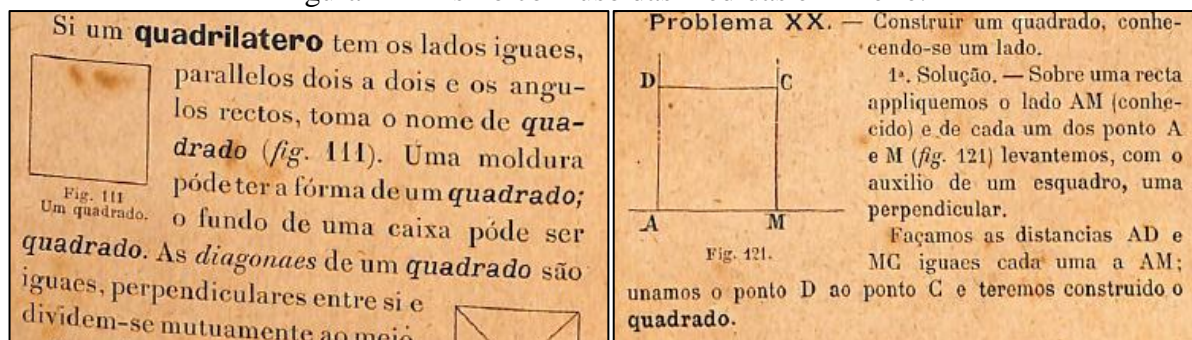 Si um quadrilatero tem os lados iguaes,
parallelos dois a dois e os angu-
los rectos, toma o nome de qua-
drado (fig. 111). Uma moldura
póde ter a fórma de um quadrado;
o fundo de uma caixa póde ser
quadrado. As diagonaes de um quadrado são
iguaes, perpendiculares entre si e
dividem-se mutuamente ao meio
Fig. 111
Um quadrado.
Problema XX. — Construir um quadrado, conhe-
cendo-se um lado.
1ª. Solução. — Sobre uma recta
appliquemos o lado AM (conhe-
cido) e de cada um dos ponto A
e M (fig. 121) levantemos, com o
auxilio de um esquadro, uma
perpendicular.
Façamos as distancias AD e
MC iguaes cada uma a AM;
unamos o ponto D ao ponto C e teremos construido o
quadrado.
D C
A M
Fig. 121.